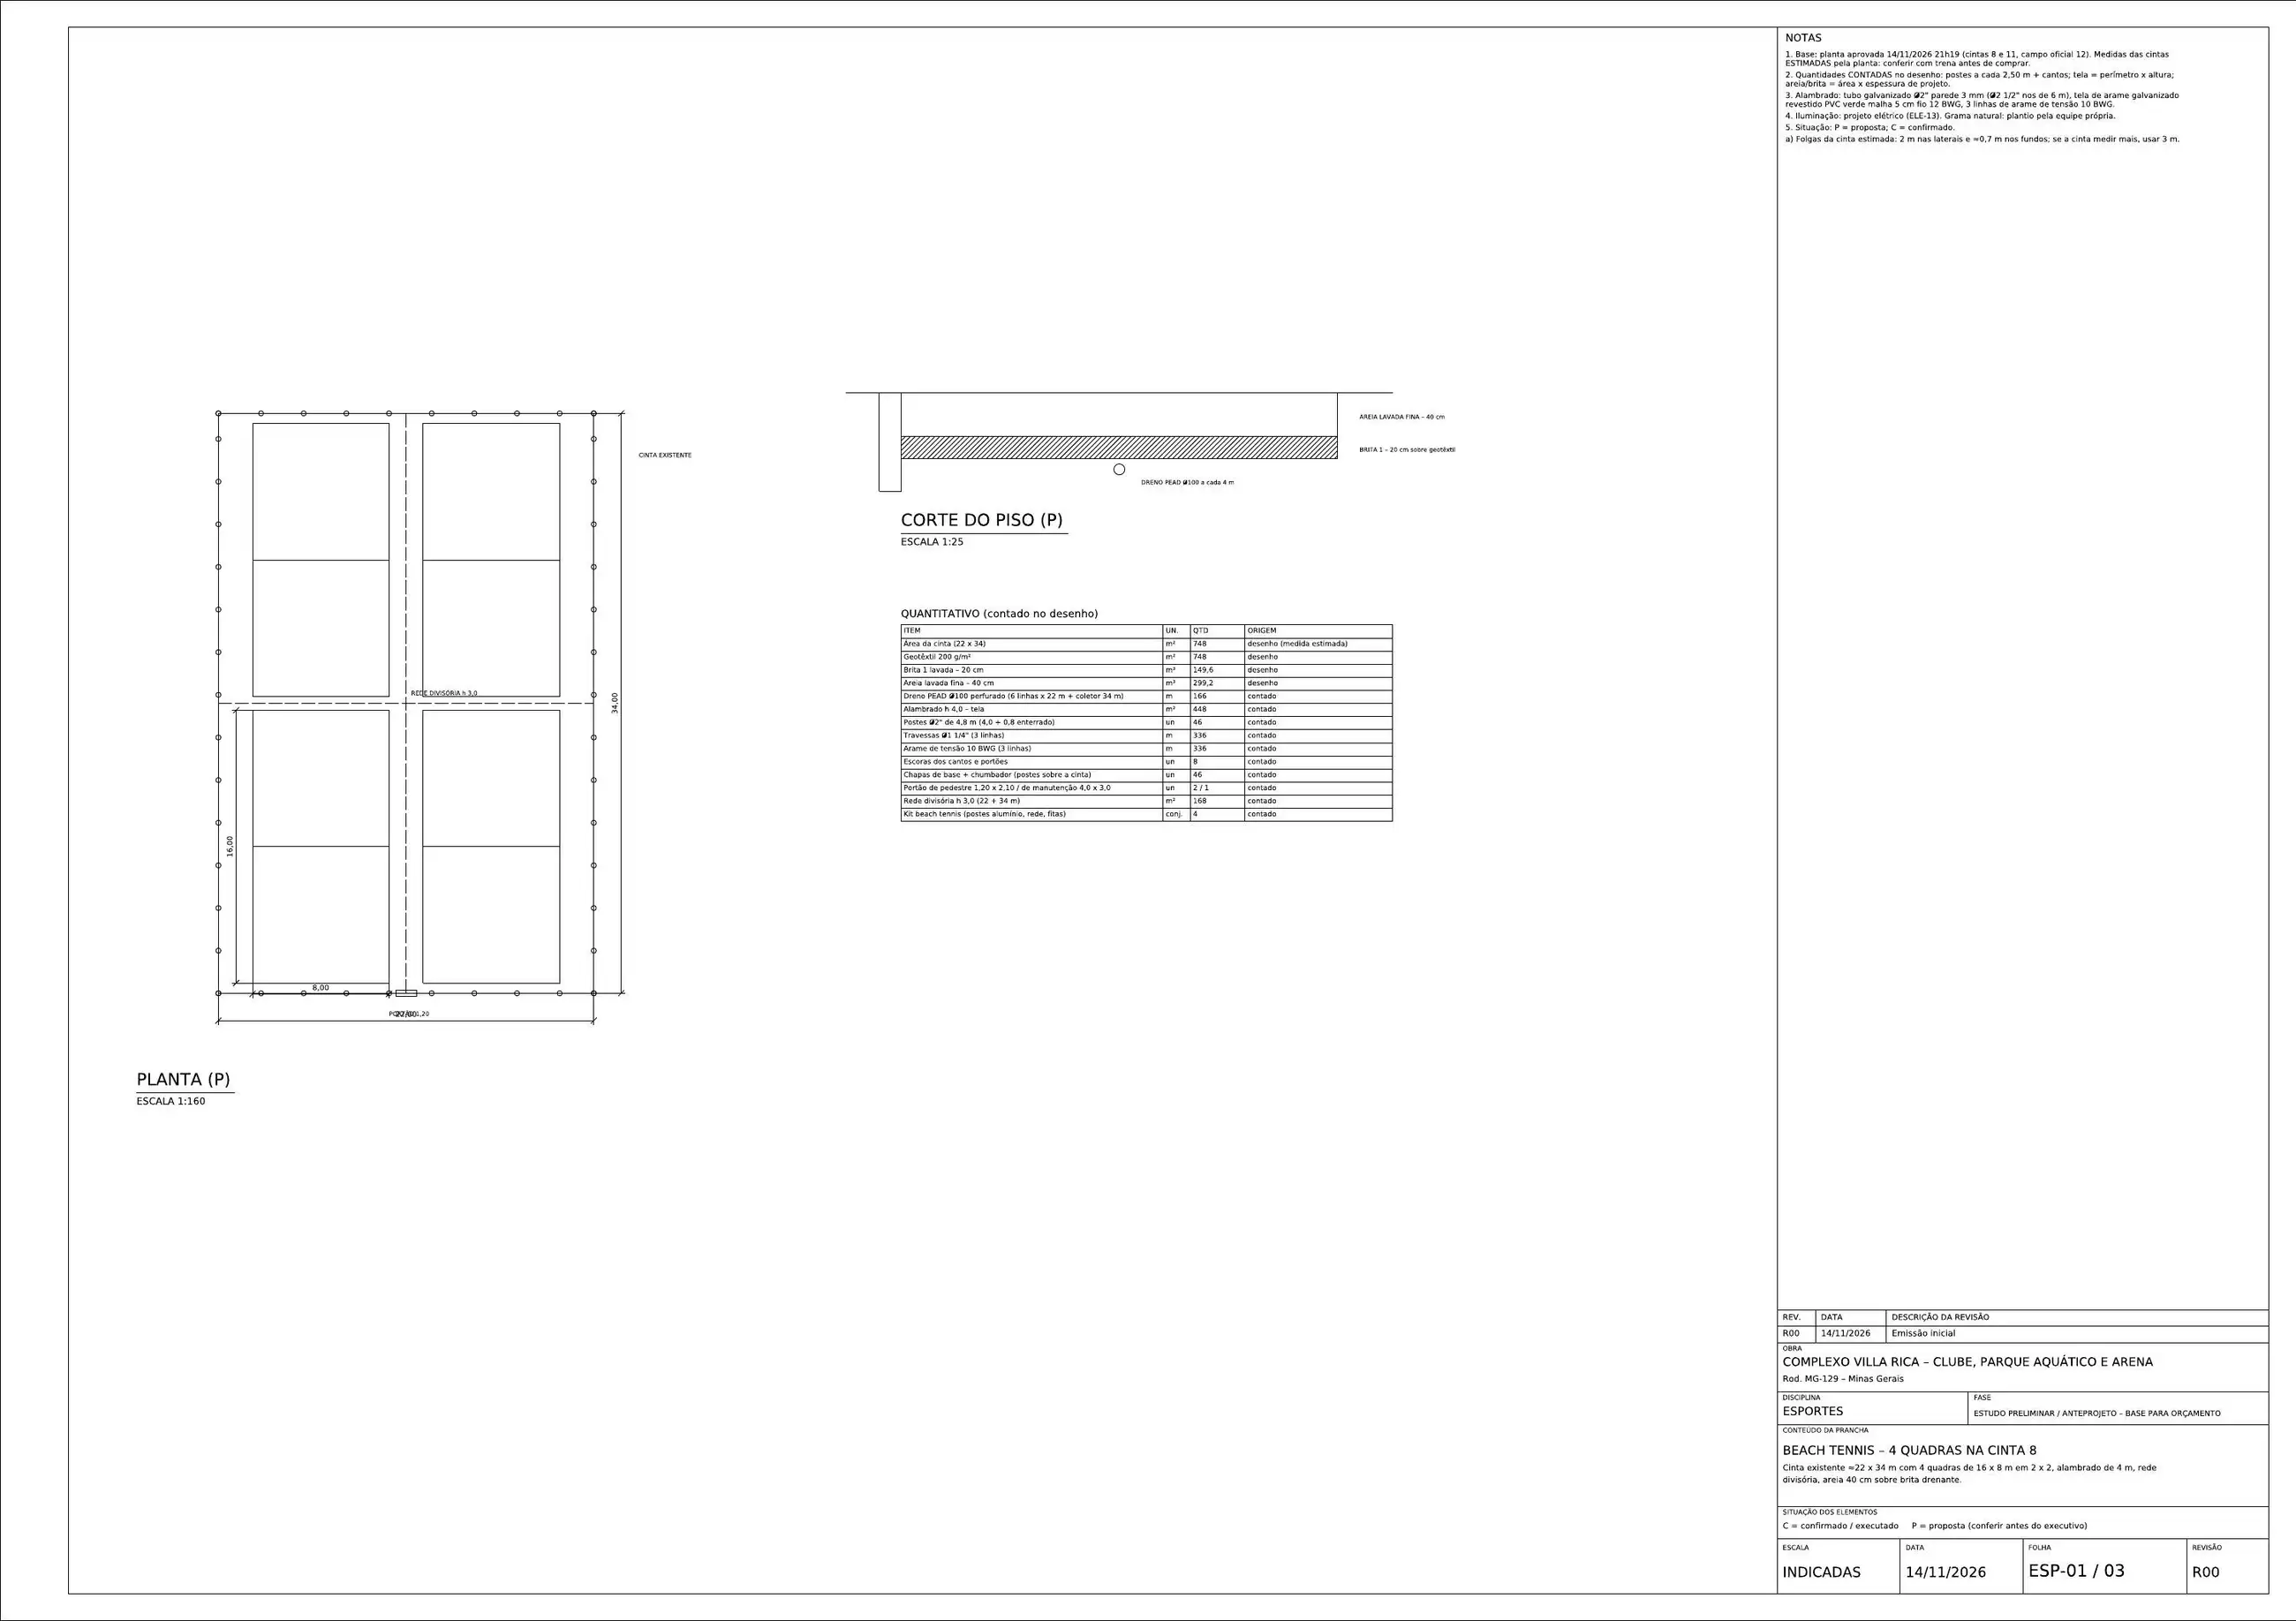 NOTAS
1. Base: planta aprovada 14/11/2026 21h19 (cintas 8 e 11, campo oficial 12). Medidas das cintas
ESTIMADAS pela planta: conferir com trena antes de comprar.
2. Quantidades CONTADAS no desenho: postes a cada 2,50 m + cantos; tela = perímetro x altura;
areia/brita = área x espessura de projeto.
3. Alambrado: tubo galvanizado Ø2" parede 3 mm (Ø2 1/2" nos de 6 m), tela de arame galvanizado
revestido PVC verde malha 5 cm fio 12 BWG, 3 linhas de arame de tensão 10 BWG.
4. Iluminação: projeto elétrico (ELE-13). Grama natural: plantio pela equipe própria.
5. Situação: P = proposta; C = confirmado.
a) Folgas da cinta estimada: 2 m nas laterais e ≈0,7 m nos fundos; se a cinta medir mais, usar 3 m.
CINTA EXISTENTE
REDE DIVISÓRIA h 3,0
34,00
16,00
8,00
22,00
PLANTA (P)
ESCALA 1:160
AREIA LAVADA FINA – 40 cm
BRITA 1 – 20 cm sobre geotêxtil
DRENO PEAD Ø100 a cada 4 m
CORTE DO PISO (P)
ESCALA 1:25
QUANTITATIVO (contado no desenho)
ITEM UN. QTD ORIGEM
Área da cinta (22 x 34) m² 748 desenho (medida estimada)
Geotêxtil 200 g/m² m² 748 desenho
Brita 1 lavada – 20 cm m³ 149,6 desenho
Areia lavada fina – 40 cm m³ 299,2 desenho
Dreno PEAD Ø100 perfurado (6 linhas x 22 m + coletor 34 m) m 166 contado
Alambrado h 4,0 – tela m² 448 contado
Postes Ø2" de 4,8 m (4,0 + 0,8 enterrado) un 46 contado
Travessas Ø1 1/4" (3 linhas) m 336 contado
Arame de tensão 10 BWG (3 linhas) m 336 contado
Escoras dos cantos e portões un 8 contado
Chapas de base + chumbador (postes sobre a cinta) un 46 contado
Portão de pedestre 1,20 x 2,10 / de manutenção 4,0 x 3,0 un 2 / 1 contado
Rede divisória h 3,0 (22 + 34 m) m² 168 contado
Kit beach tennis (postes alumínio, rede, fitas) conj. 4 contado
REV. DATA DESCRIÇÃO DA REVISÃO
R00 14/11/2026 Emissão inicial
OBRA
COMPLEXO VILLA RICA – CLUBE, PARQUE AQUÁTICO E ARENA
Rod. MG-129 – Minas Gerais
DISCIPLINA FASE
ESPORTES ESTUDO PRELIMINAR / ANTEPROJETO – BASE PARA ORÇAMENTO
CONTEÚDO DA PRANCHA
BEACH TENNIS – 4 QUADRAS NA CINTA 8
Cinta existente ≈22 x 34 m com 4 quadras de 16 x 8 m em 2 x 2, alambrado de 4 m, rede
divisória, areia 40 cm sobre brita drenante.
SITUAÇÃO DOS ELEMENTOS
C = confirmado / executado P = proposta (conferir antes do executivo)
ESCALA DATA FOLHA REVISÃO
INDICADAS 14/11/2026 ESP-01 / 03 R00